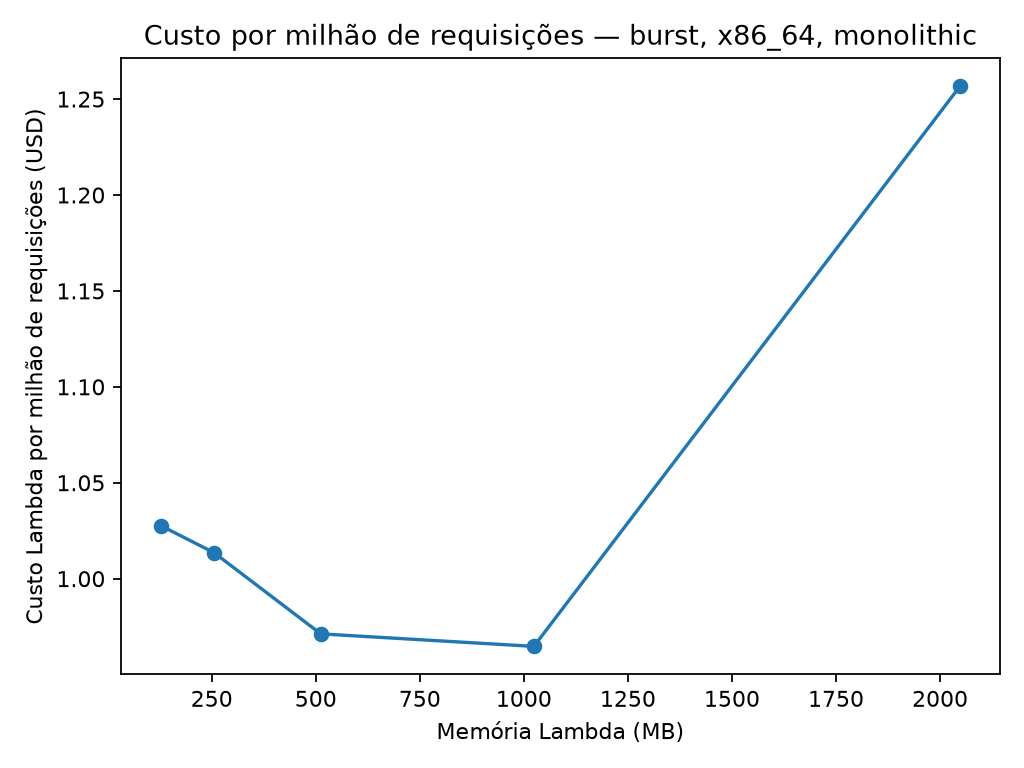 Custo por milhão de requisições — burst, x86_64, monolithic
Custo Lambda por milhão de requisições (USD)
1.25
1.20
1.15
1.10
1.05
1.00
250 500 750 1000 1250 1500 1750 2000
Memória Lambda (MB)